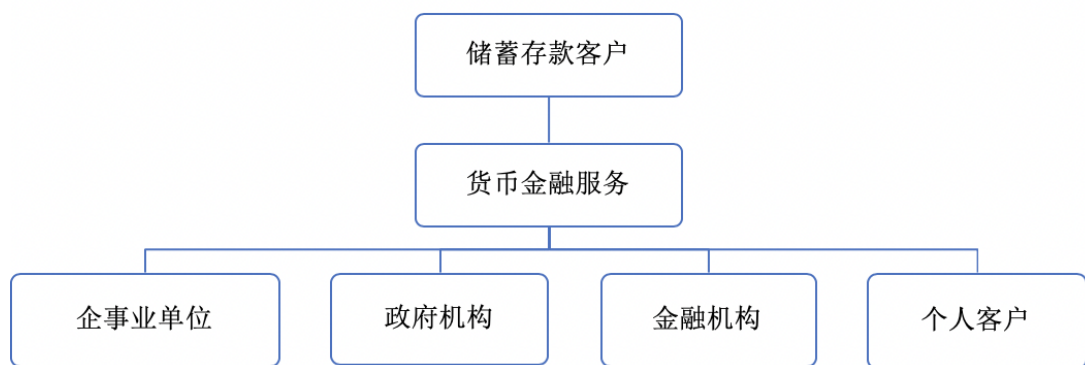 储蓄存款客户
货币金融服务
企事业单位
政府机构
金融机构
个人客户